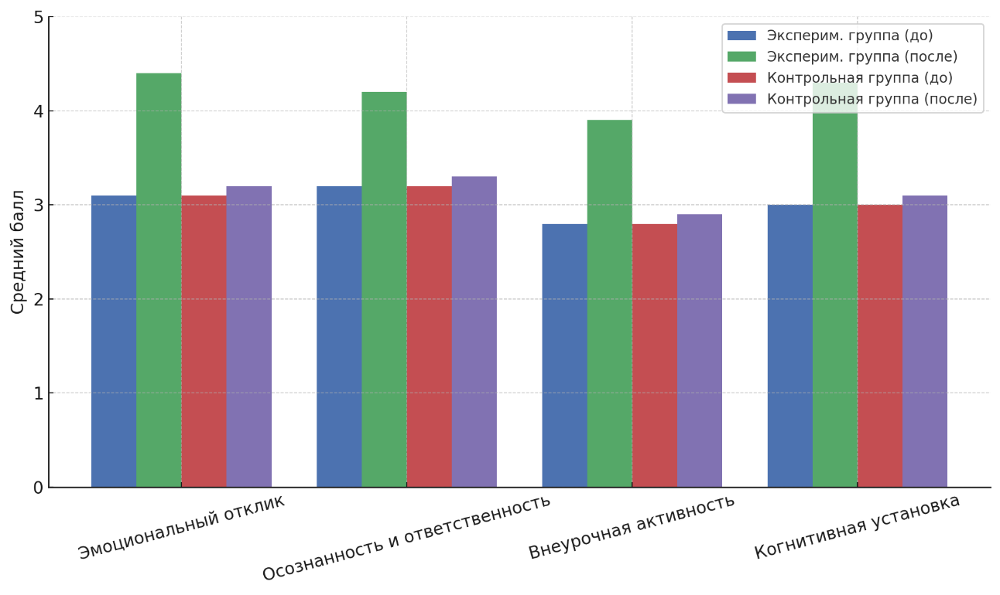 5
4
3
2
1
0
Средний балл
Эксперим. группа (до)
Эксперим. группа (после)
Контрольная группа (до)
Контрольная группа (после)
Эмоциональный отклик
Осознанность и ответственность
Внеурочная активность
Когнитивная установка